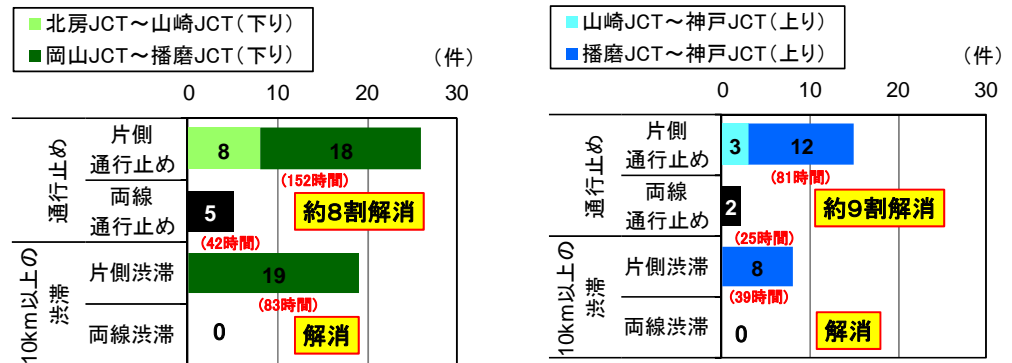 ■北房JCT～山崎JCT(下り)
■岡山JCT～播磨JCT(下り)
(件)
0 10 20 30
通行止め
片側
通行止め
8 18
(152時間)
両線
通行止め
5
約8割解消
(42時間)
10km以上の
渋滞
片側渋滞
19
(83時間)
両線渋滞
0
解消
■山崎JCT～神戸JCT(上り)
■播磨JCT～神戸JCT(上り)
(件)
0 10 20 30
通行止め
片側
通行止め
3 12
(81時間)
両線
通行止め
2
約9割解消
(25時間)
10km以上の
渋滞
片側渋滞
8
(39時間)
両線渋滞
0
解消